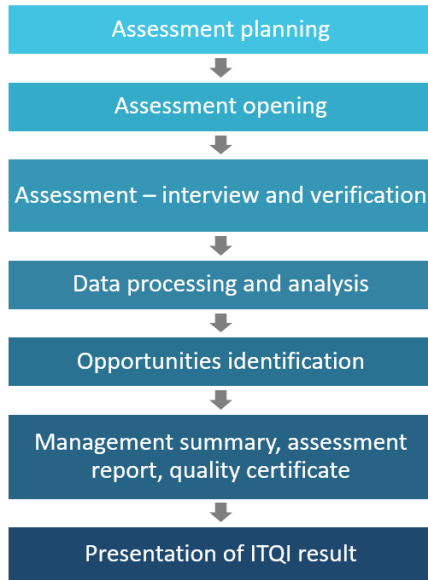 Assessment planning
Assessment opening
Assessment – interview and verification
Data processing and analysis
Opportunities identification
Management summary, assessment
report, quality certificate
Presentation of ITQI result